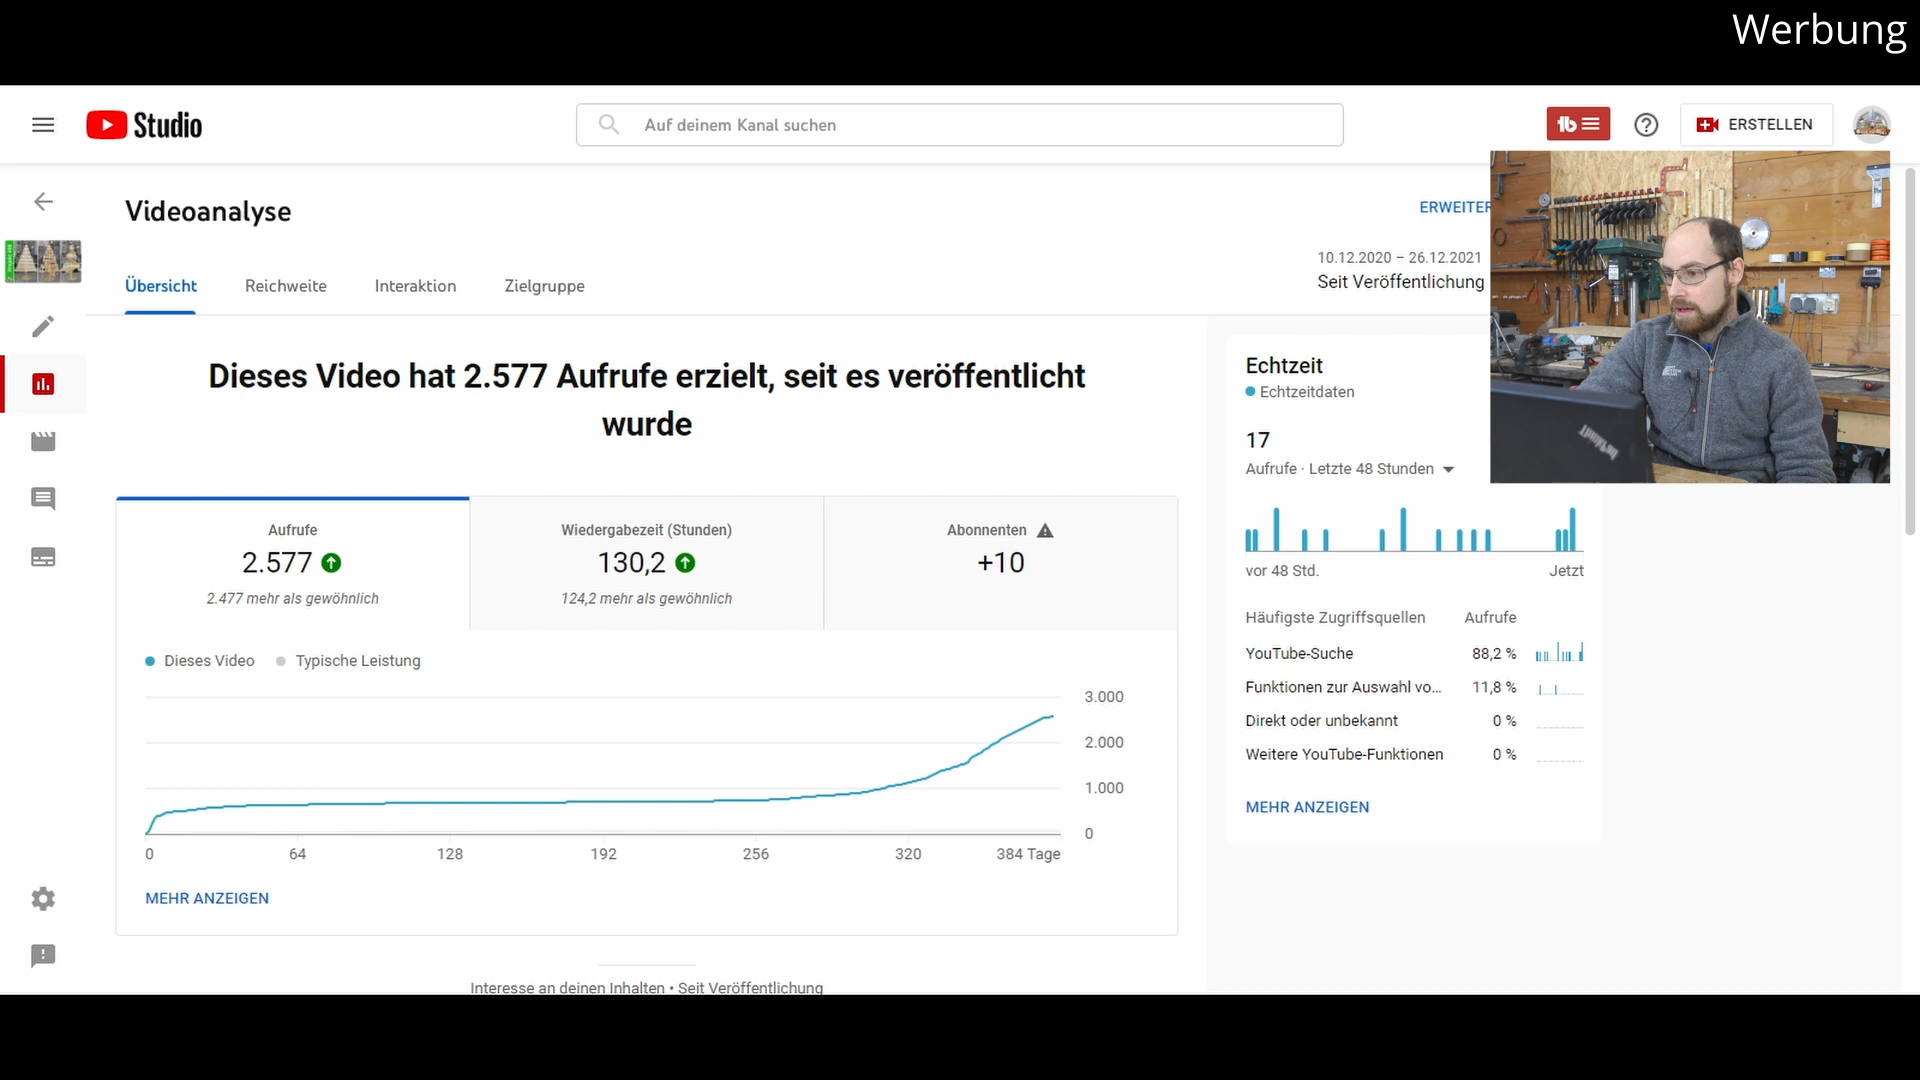 Werbung
Studio
Auf deinem Kanal suchen
ERSTELLEN
Videoanalyse
ERWEITER
10.12.2020 – 26.12.2021
Seit Veröffentlichung
Übersicht
Reichweite
Interaktion
Zielgruppe
Dieses Video hat 2.577 Aufrufe erzielt, seit es veröffentlicht
wurde
Aufrufe
2.577
2.477 mehr als gewöhnlich
Wiedergabezeit (Stunden)
130,2
124,2 mehr als gewöhnlich
Abonnenten
+10
Dieses Video
Typische Leistung
3.000
2.000
1.000
0
0 64 128 192 256 320 384 Tage
MEHR ANZEIGEN
Interesse an deinen Inhalten • Seit Veröffentlichung
Echtzeit
Echtzeitdaten
17
Aufrufe · Letzte 48 Stunden
vor 48 Std. Jetzt
Häufigste Zugriffsquellen Aufrufe
YouTube-Suche 88,2 %
Funktionen zur Auswahl vo... 11,8 %
Direkt oder unbekannt 0 %
Weitere YouTube-Funktionen 0 %
MEHR ANZEIGEN